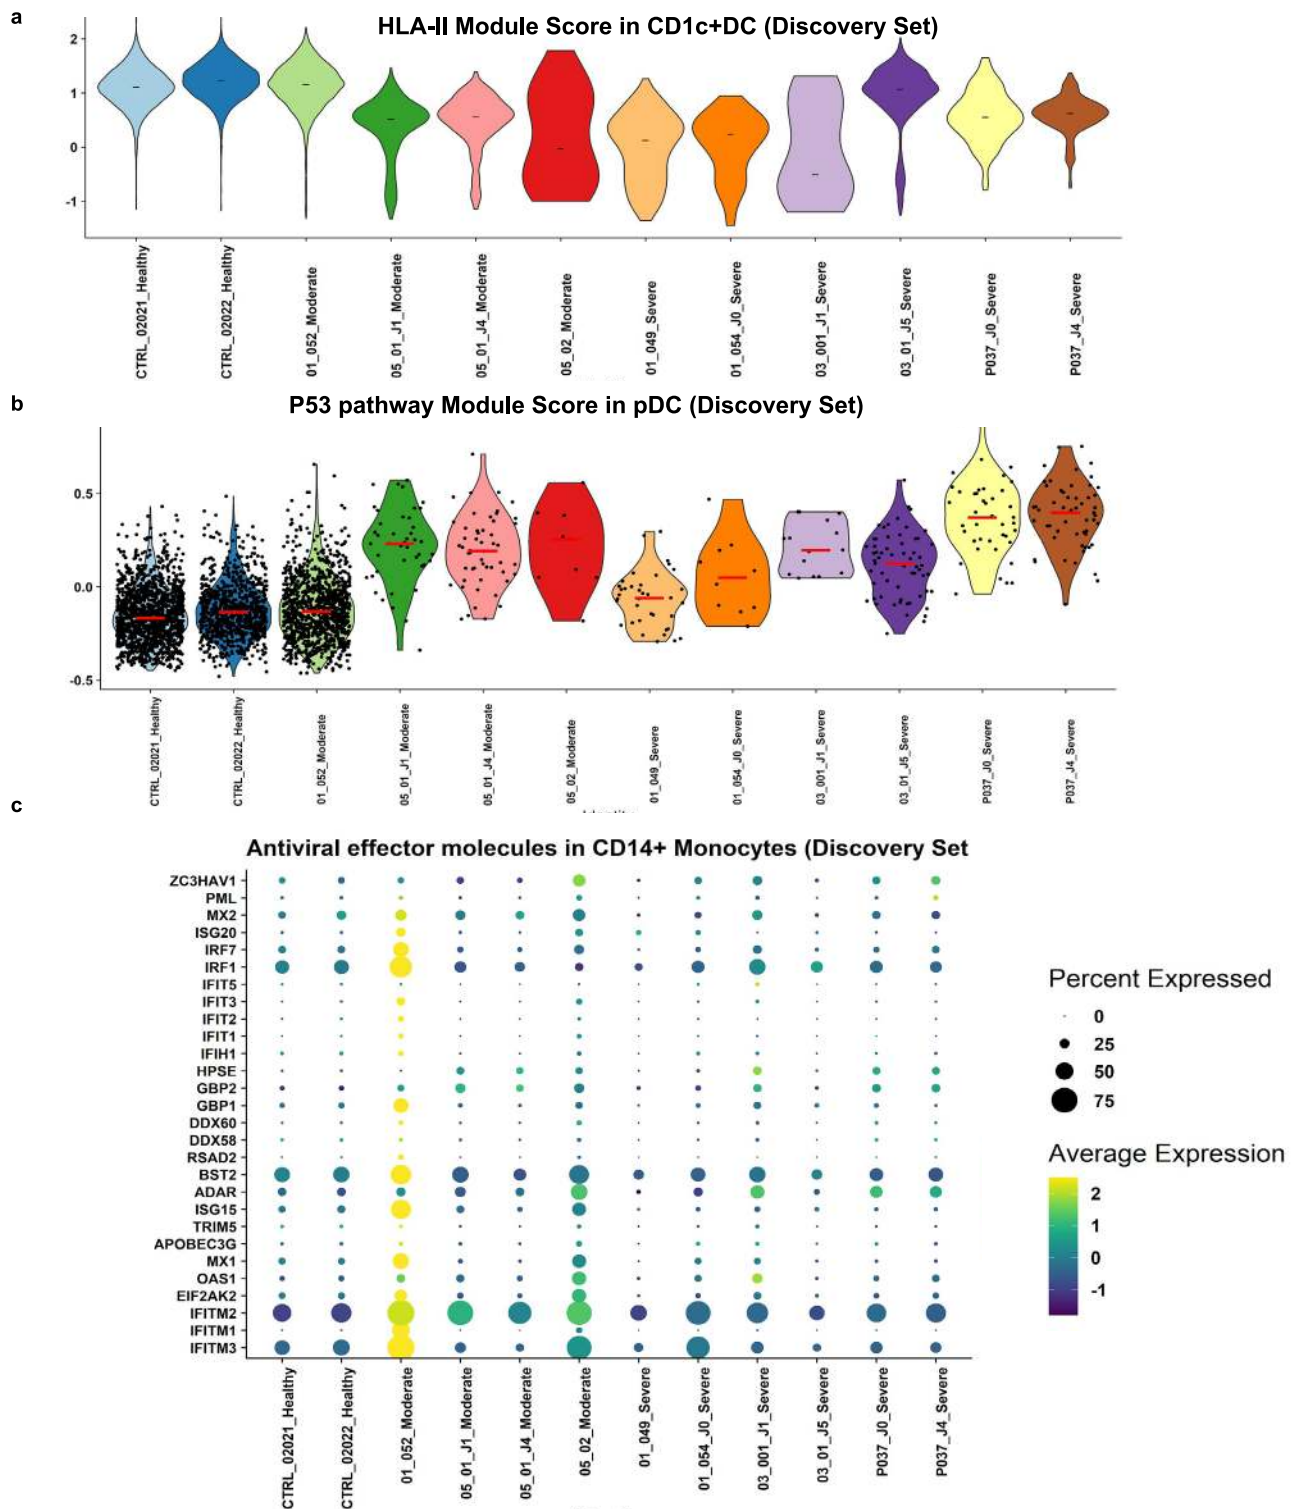 a
HLA-II Module Score in CD1c+DC (Discovery Set)
2
1
0
-1
CTRL_02021_Healthy
CTRL_02022_Healthy
01_052_Moderate
05_01_J1_Moderate
05_01_J4_Moderate
05_02_Moderate
01_049_Severe
01_054_J0_Severe
03_001_J1_Severe
03_01_J5_Severe
P037_J0_Severe
P037_J4_Severe
b
P53 pathway Module Score in pDC (Discovery Set)
0.5
0.0
-0.5
CTRL_02021_Healthy
CTRL_02022_Healthy
01_052_Moderate
05_01_J1_Moderate
05_01_J4_Moderate
05_02_Moderate
01_049_Severe
01_054_J0_Severe
03_001_J1_Severe
03_01_J5_Severe
P037_J0_Severe
P037_J4_Severe
c
Antiviral effector molecules in CD14+ Monocytes (Discovery Set
ZC3HAV1
PML
MX2
ISG20
IRF7
IRF1
IFIT5
IFIT3
IFIT2
IFIT1
IFIH1
HPSE
GBP2
GBP1
DDX60
DDX58
RSAD2
BST2
ADAR
ISG15
TRIM5
APOBEC3G
MX1
OAS1
EIF2AK2
IFITM2
IFITM1
IFITM3
CTRL_02021_Healthy
CTRL_02022_Healthy
01_052_Moderate
05_01_J1_Moderate
05_01_J4_Moderate
05_02_Moderate
01_049_Severe
01_054_J0_Severe
03_001_J1_Severe
03_01_J5_Severe
P037_J0_Severe
P037_J4_Severe
Percent Expressed
0
25
50
75
Average Expression
2
1
0
-1